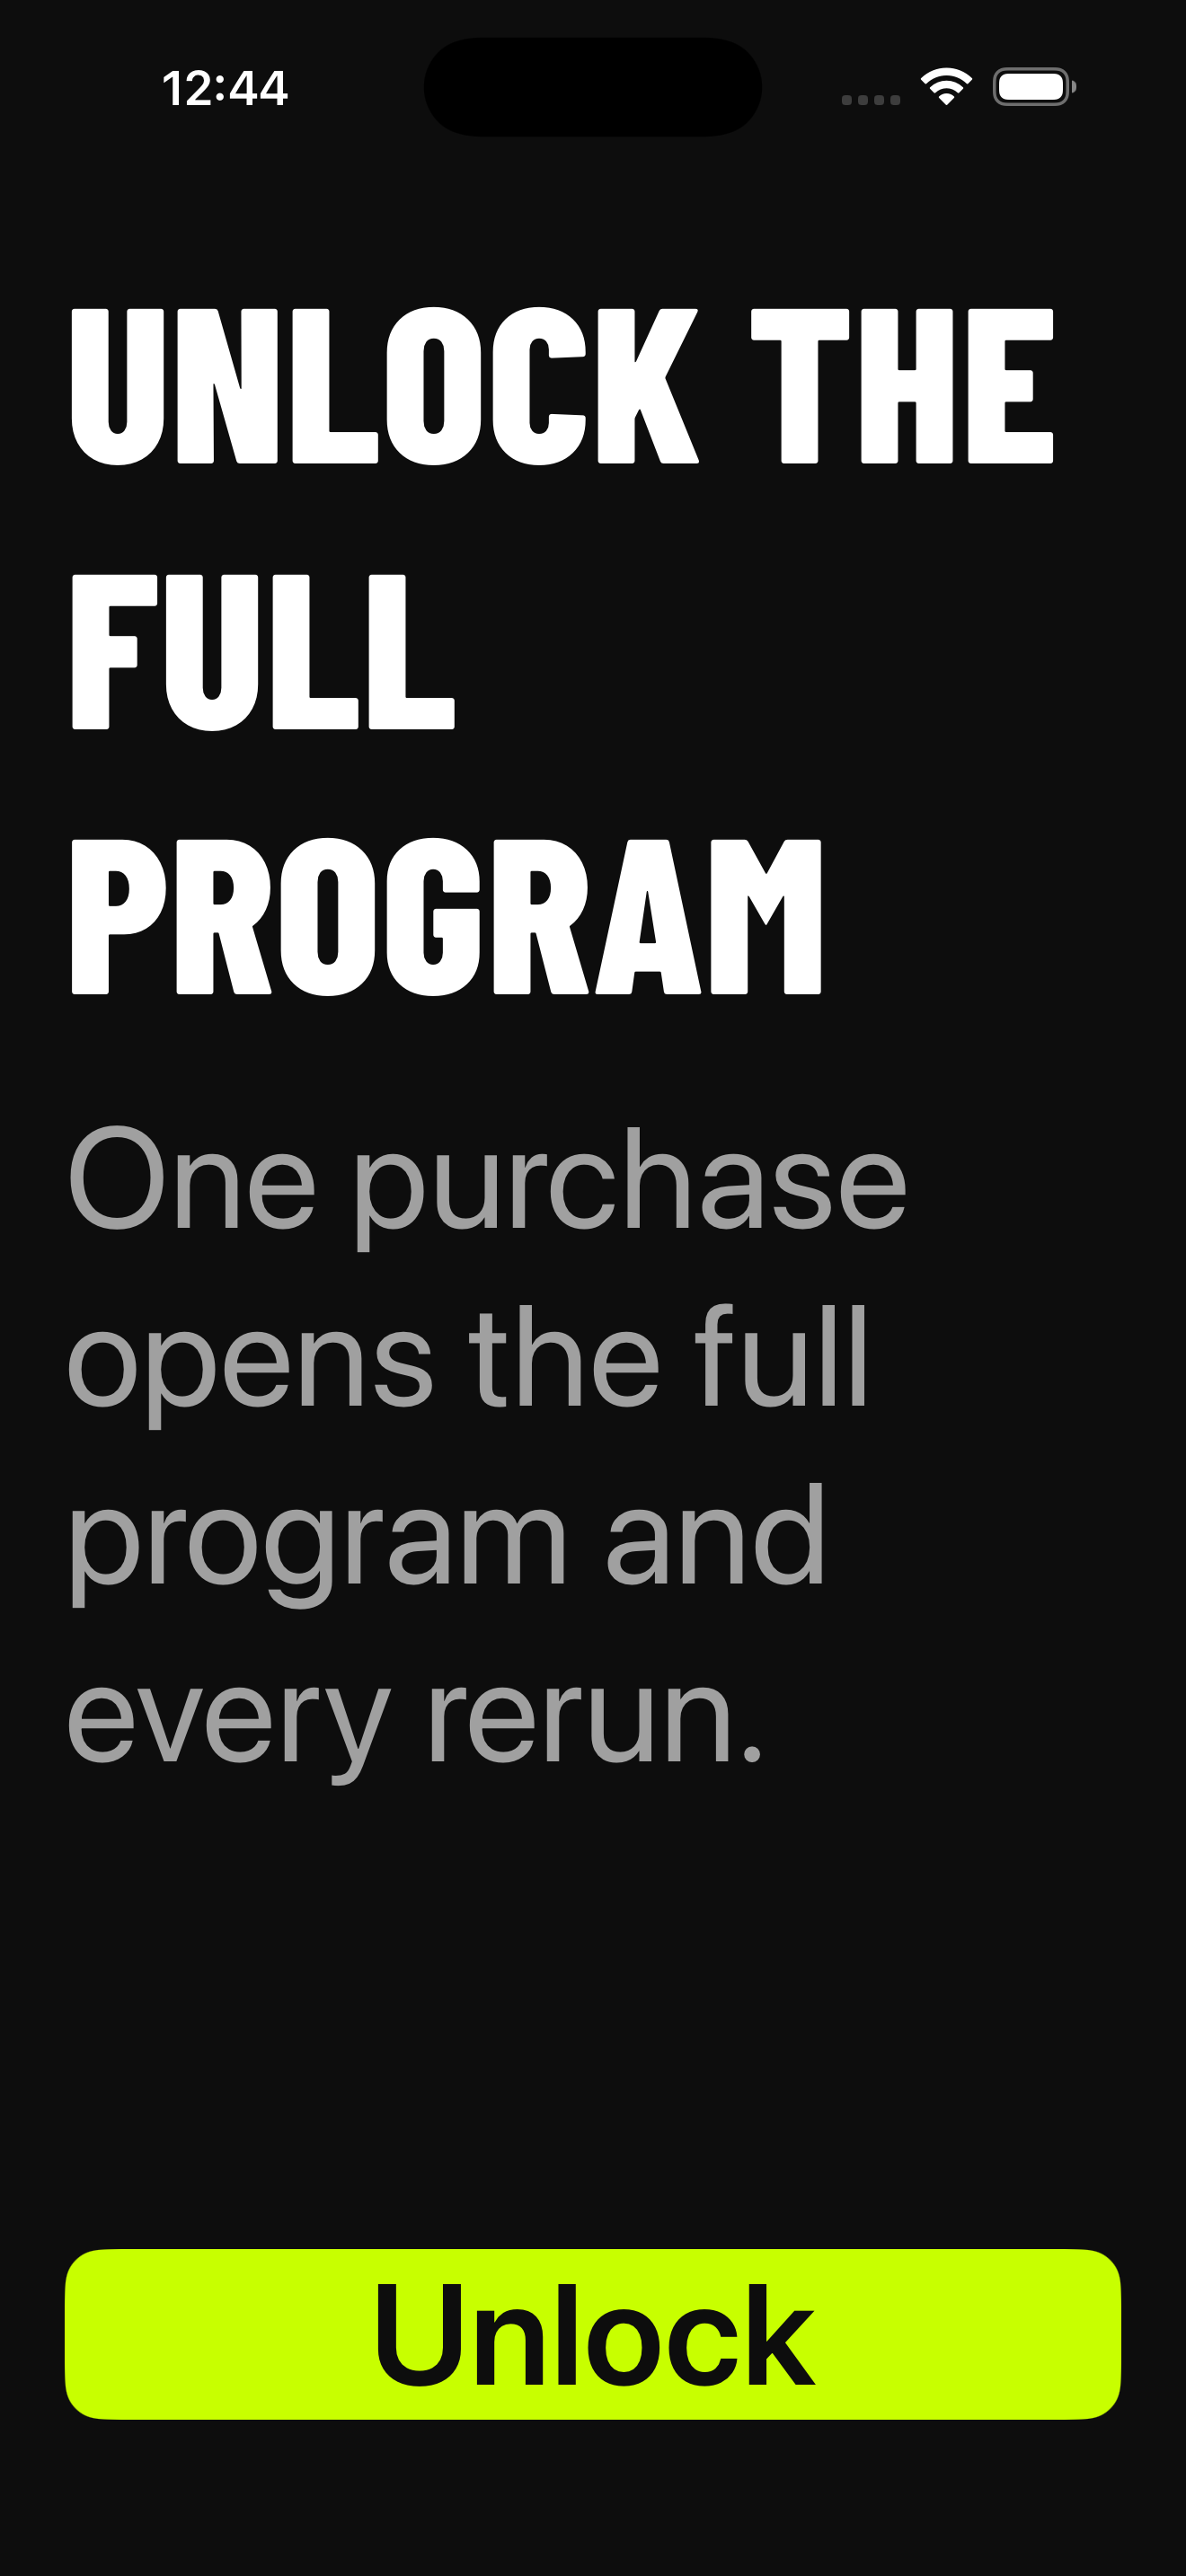 12:44
UNLOCK THE
FULL
PROGRAM
One purchase
opens the full
program and
every rerun.
Unlock